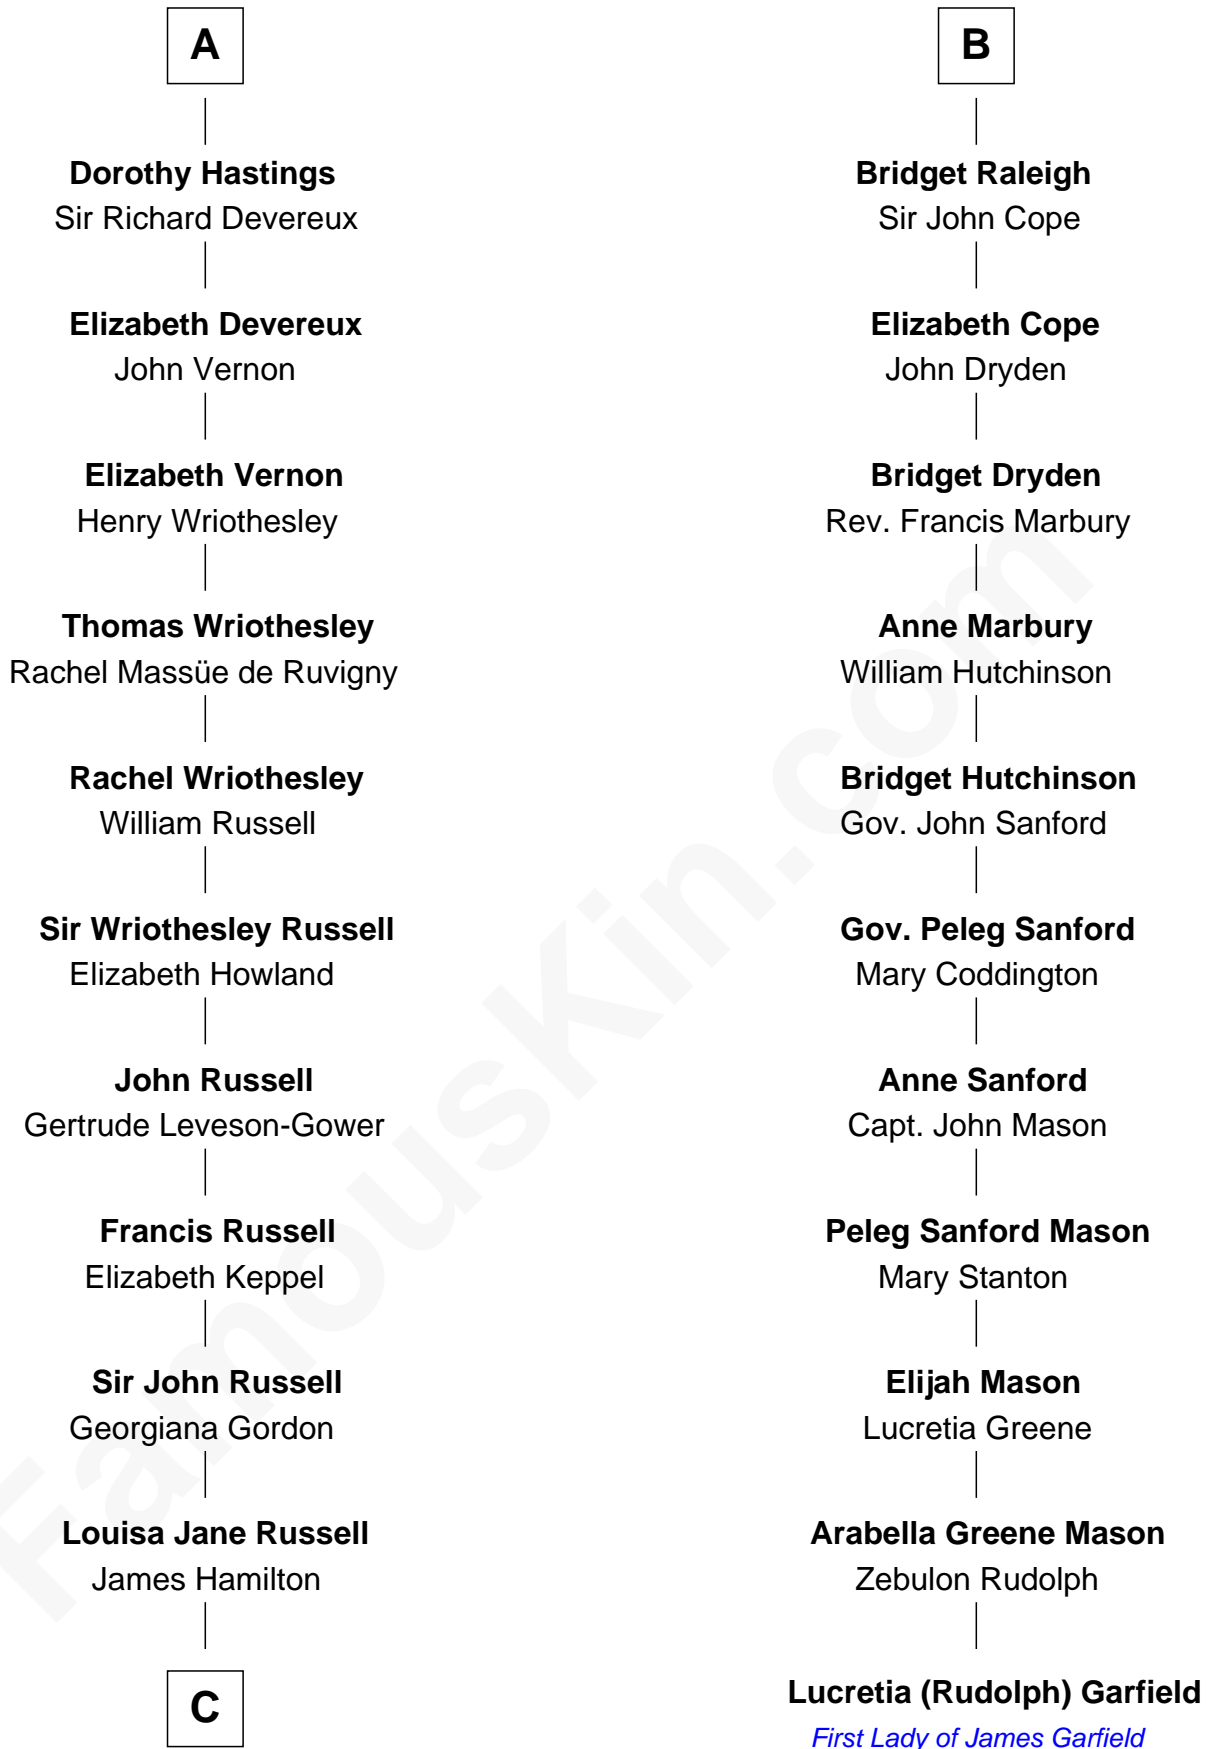 A
Dorothy Hastings
Sir Richard Devereux
Elizabeth Devereux
John Vernon
Elizabeth Vernon
Henry Wriothesley
Thomas Wriothesley
Rachel Massüe de Ruvigny
Rachel Wriothesley
William Russell
Sir Wriothesley Russell
Elizabeth Howland
John Russell
Gertrude Leveson-Gower
Francis Russell
Elizabeth Keppel
Sir John Russell
Georgiana Gordon
Louisa Jane Russell
James Hamilton
C
B
Bridget Raleigh
Sir John Cope
Elizabeth Cope
John Dryden
Bridget Dryden
Rev. Francis Marbury
Anne Marbury
William Hutchinson
Bridget Hutchinson
Gov. John Sanford
Gov. Peleg Sanford
Mary Coddington
Anne Sanford
Capt. John Mason
Peleg Sanford Mason
Mary Stanton
Elijah Mason
Lucretia Greene
Arabella Greene Mason
Zebulon Rudolph
Lucretia (Rudolph) Garfield
First Lady of James Garfield
FamousKin.com